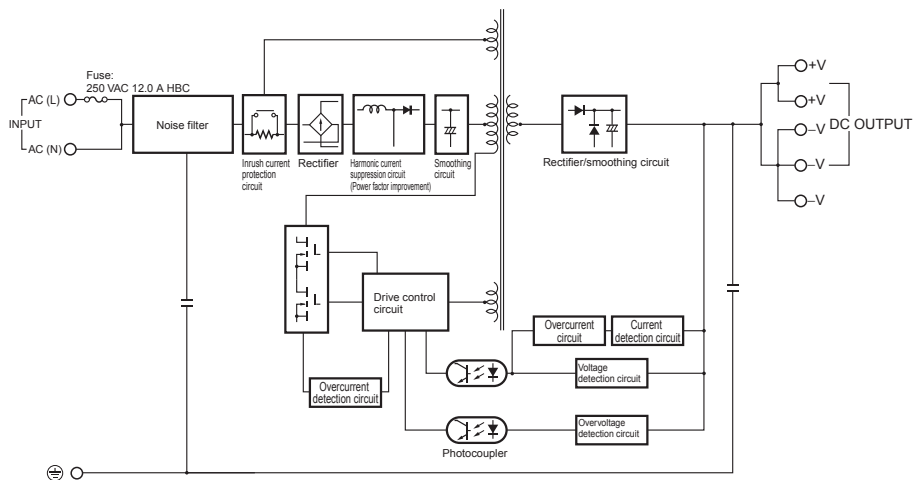 Fuse:
250 VAC 12.0 A HBC
AC (L)
INPUT
AC (N)
Noise filter
Inrush current
protection
circuit
Rectifier
Harmonic current
suppression circuit
(Power factor improvement)
Smoothing
circuit
Rectifier/smoothing circuit
+V
+V
–V
DC OUTPUT
–V
–V
Drive control
circuit
Overcurrent
detection circuit
Overcurrent
circuit
Current
detection circuit
Voltage
detection circuit
Overvoltage
detection circuit
Photocoupler